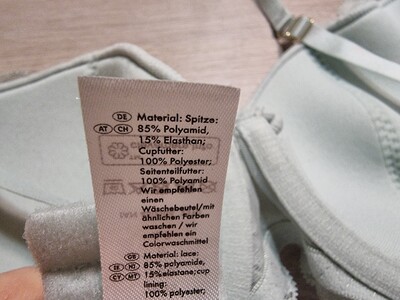 DE Material: Spitze:
AT CH 85% Polyamid,
15% Elasthan;
Cupfutter:
100% Polyester;
Seitenteilfutter:
100% Polyamid
Wir empfehlen
einen
Wäschebeutel/mit
ähnlichen Farben
waschen / wir
empfehlen ein
Colorwaschmittel
GB Material: lace:
IE 85% polyamide,
CY MT 15% elastane; cup
lining:
100% polyester;